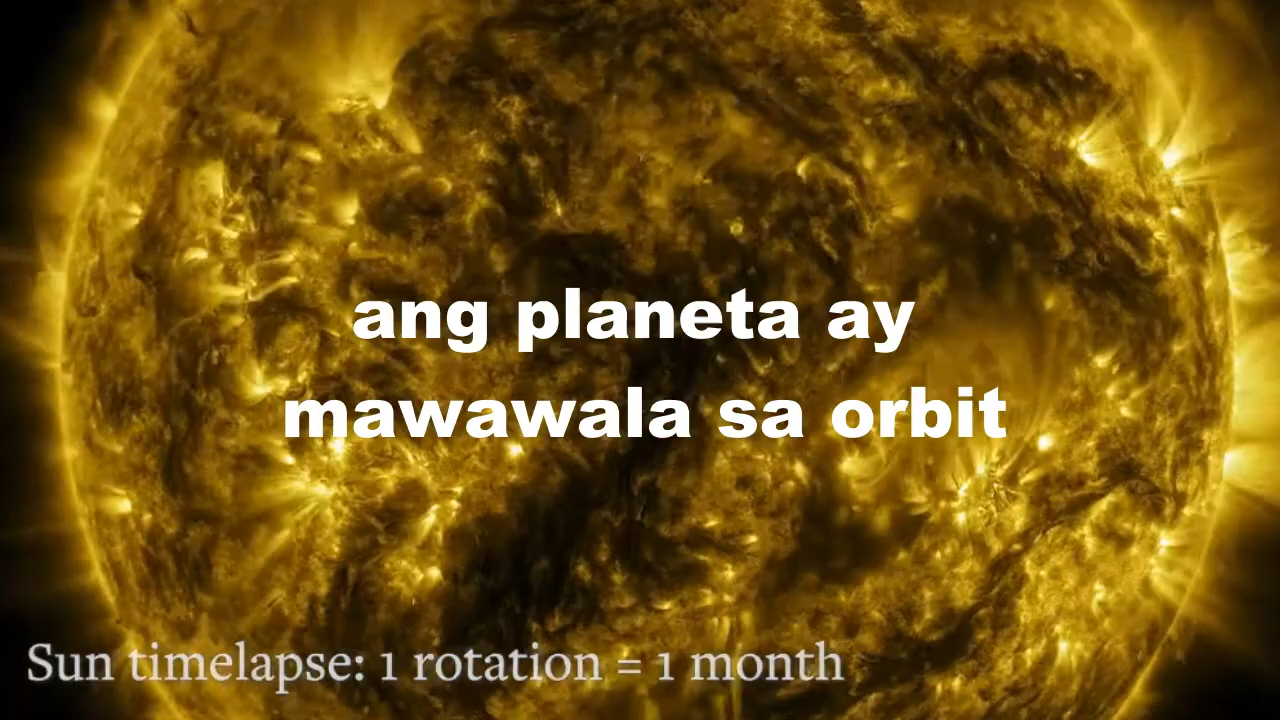 ang planeta ay
mawawala sa orbit
Sun timelapse: 1 rotation = 1 month